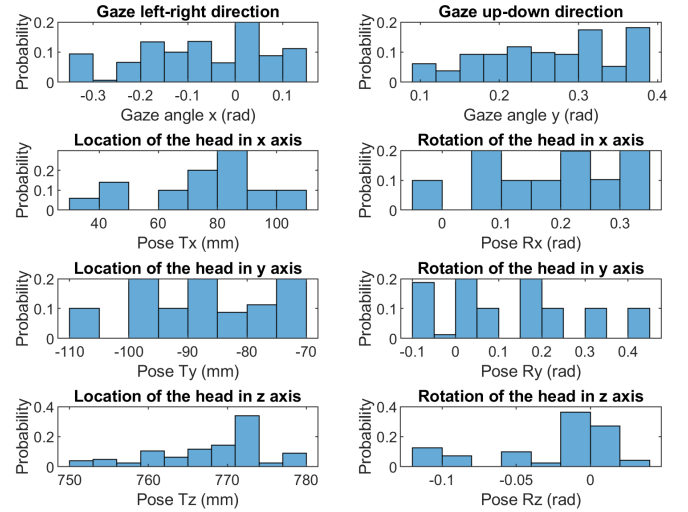 Gaze left-right direction
Probability
0.2
0.1
0
-0.3 -0.2 -0.1 0 0.1
Gaze angle x (rad)
Gaze up-down direction
Probability
0.2
0.1
0
0.1 0.2 0.3 0.4
Gaze angle y (rad)
Location of the head in x axis
Probability
0.2
0.1
40 60 80 100
Pose Tx (mm)
Rotation of the head in x axis
Probability
0.2
0.1
0
0 0.1 0.2 0.3
Pose Rx (rad)
Location of the head in y axis
Probability
0.2
0.1
0
-110 -100 -90 -80 -70
Pose Ty (mm)
Rotation of the head in y axis
Probability
0.2
0.1
0
-0.1 0 0.1 0.2 0.3 0.4
Pose Ry (rad)
Location of the head in z axis
Probability
0.4
0.2
0
750 760 770 780
Pose Tz (mm)
Rotation of the head in z axis
Probability
0.4
0.2
0
-0.1 -0.05 0
Pose Rz (rad)